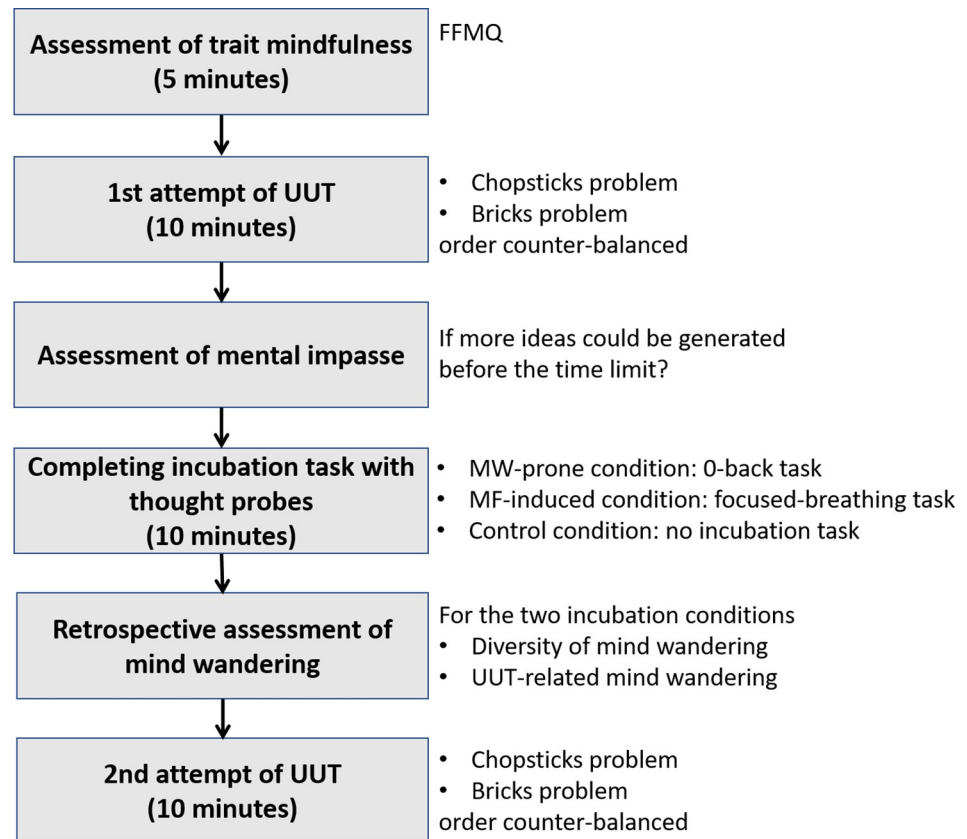 Assessment of trait mindfulness
(5 minutes)
FFMQ
1st attempt of UUT
(10 minutes)
• Chopsticks problem
• Bricks problem
order counter-balanced
Assessment of mental impasse
If more ideas could be generated
before the time limit?
Completing incubation task with
thought probes
(10 minutes)
• MW-prone condition: 0-back task
• MF-induced condition: focused-breathing task
• Control condition: no incubation task
Retrospective assessment of
mind wandering
For the two incubation conditions
• Diversity of mind wandering
• UUT-related mind wandering
2nd attempt of UUT
(10 minutes)
• Chopsticks problem
• Bricks problem
order counter-balanced